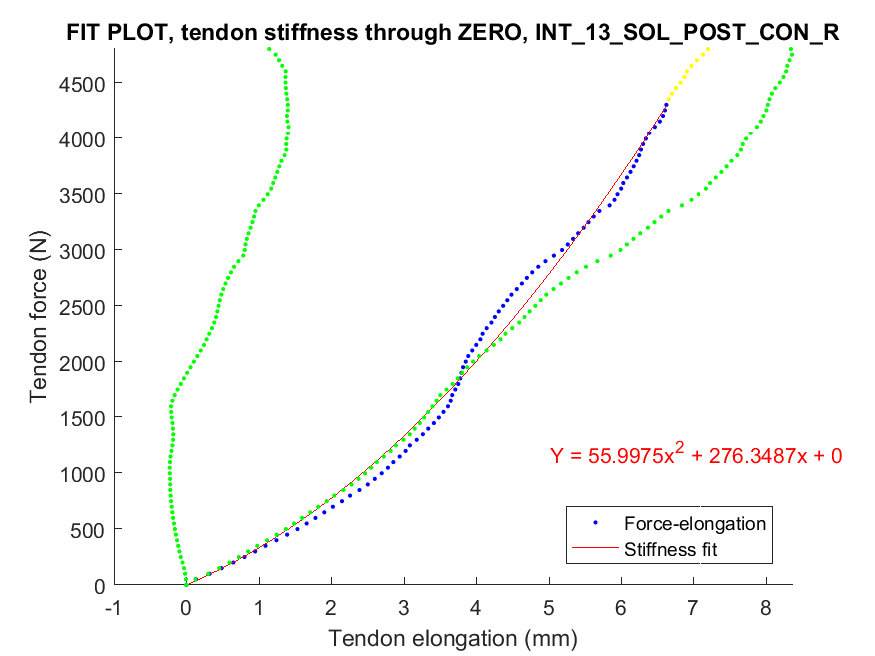 FIT PLOT, tendon stiffness through ZERO, INT_13_SOL_POST_CON_R
4500
4000
3500
3000
2500
2000
1500
1000
500
0
Tendon force (N)
Y = 55.9975x² + 276.3487x + 0
Force-elongation
Stiffness fit
-1 0 1 2 3 4 5 6 7 8
Tendon elongation (mm)